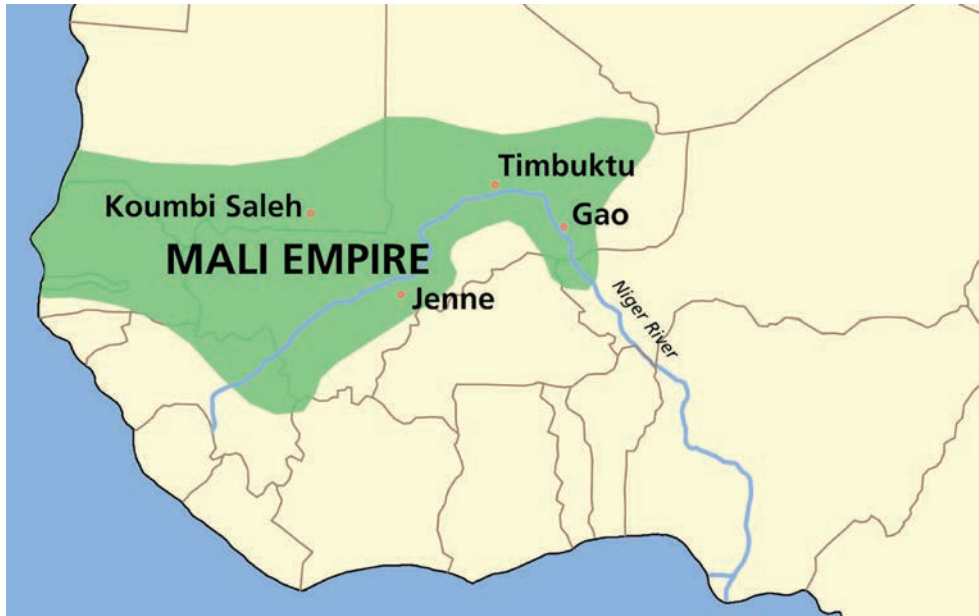 Timbuktu
Koumbi Saleh
Gao
MALI EMPIRE
Jenne
Niger River